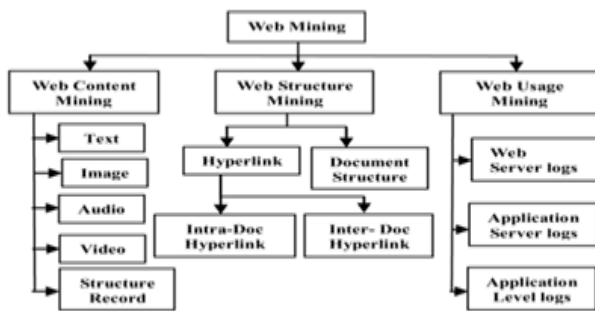 Web Mining
Web Content
Mining
Web Structure
Mining
Web Usage
Mining
Text
Image
Audio
Video
Structure
Record
Hyperlink
Document
Structure
Intra-Doc
Hyperlink
Inter- Doc
Hyperlink
Web
Server logs
Application
Server logs
Application
Level logs